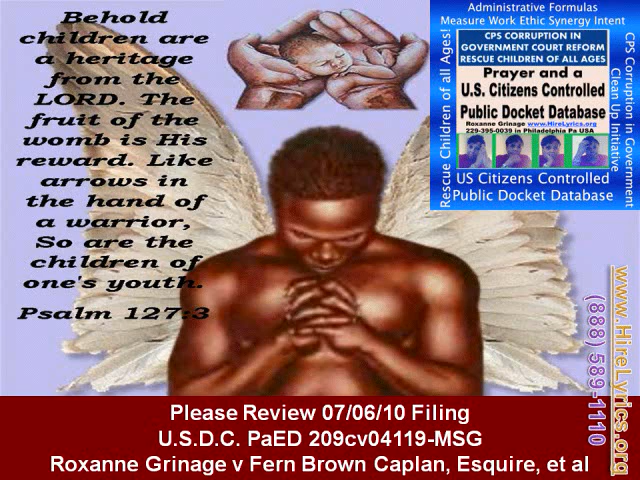 Behold
children are
a heritage
from the
LORD. The
fruit of the
womb is His
reward. Like
arrows in
the hand of
a warrior,
So are the
children of
one's youth.
Psalm 127:3
Administrative Formulas
Measure Work Ethic Synergy Intent
Rescue Children of all Ages!
CPS CORRUPTION IN
GOVERNMENT COURT REFORM
RESCUE CHILDREN OF ALL AGES
Prayer and a
U.S. Citizens Controlled
Public Docket Database
Roxanne Grinage www.HireLyrics.org
229-395-0039 in Philadelphia Pa USA
CPS Corruption in Government
Clean Up Initiative
US Citizens Controlled
Public Docket Database
www.HireLyrics.org
(888) 589-1110
Please Review 07/06/10 Filing
U.S.D.C. PaED 209cv04119-MSG
Roxanne Grinage v Fern Brown Caplan, Esquire, et al